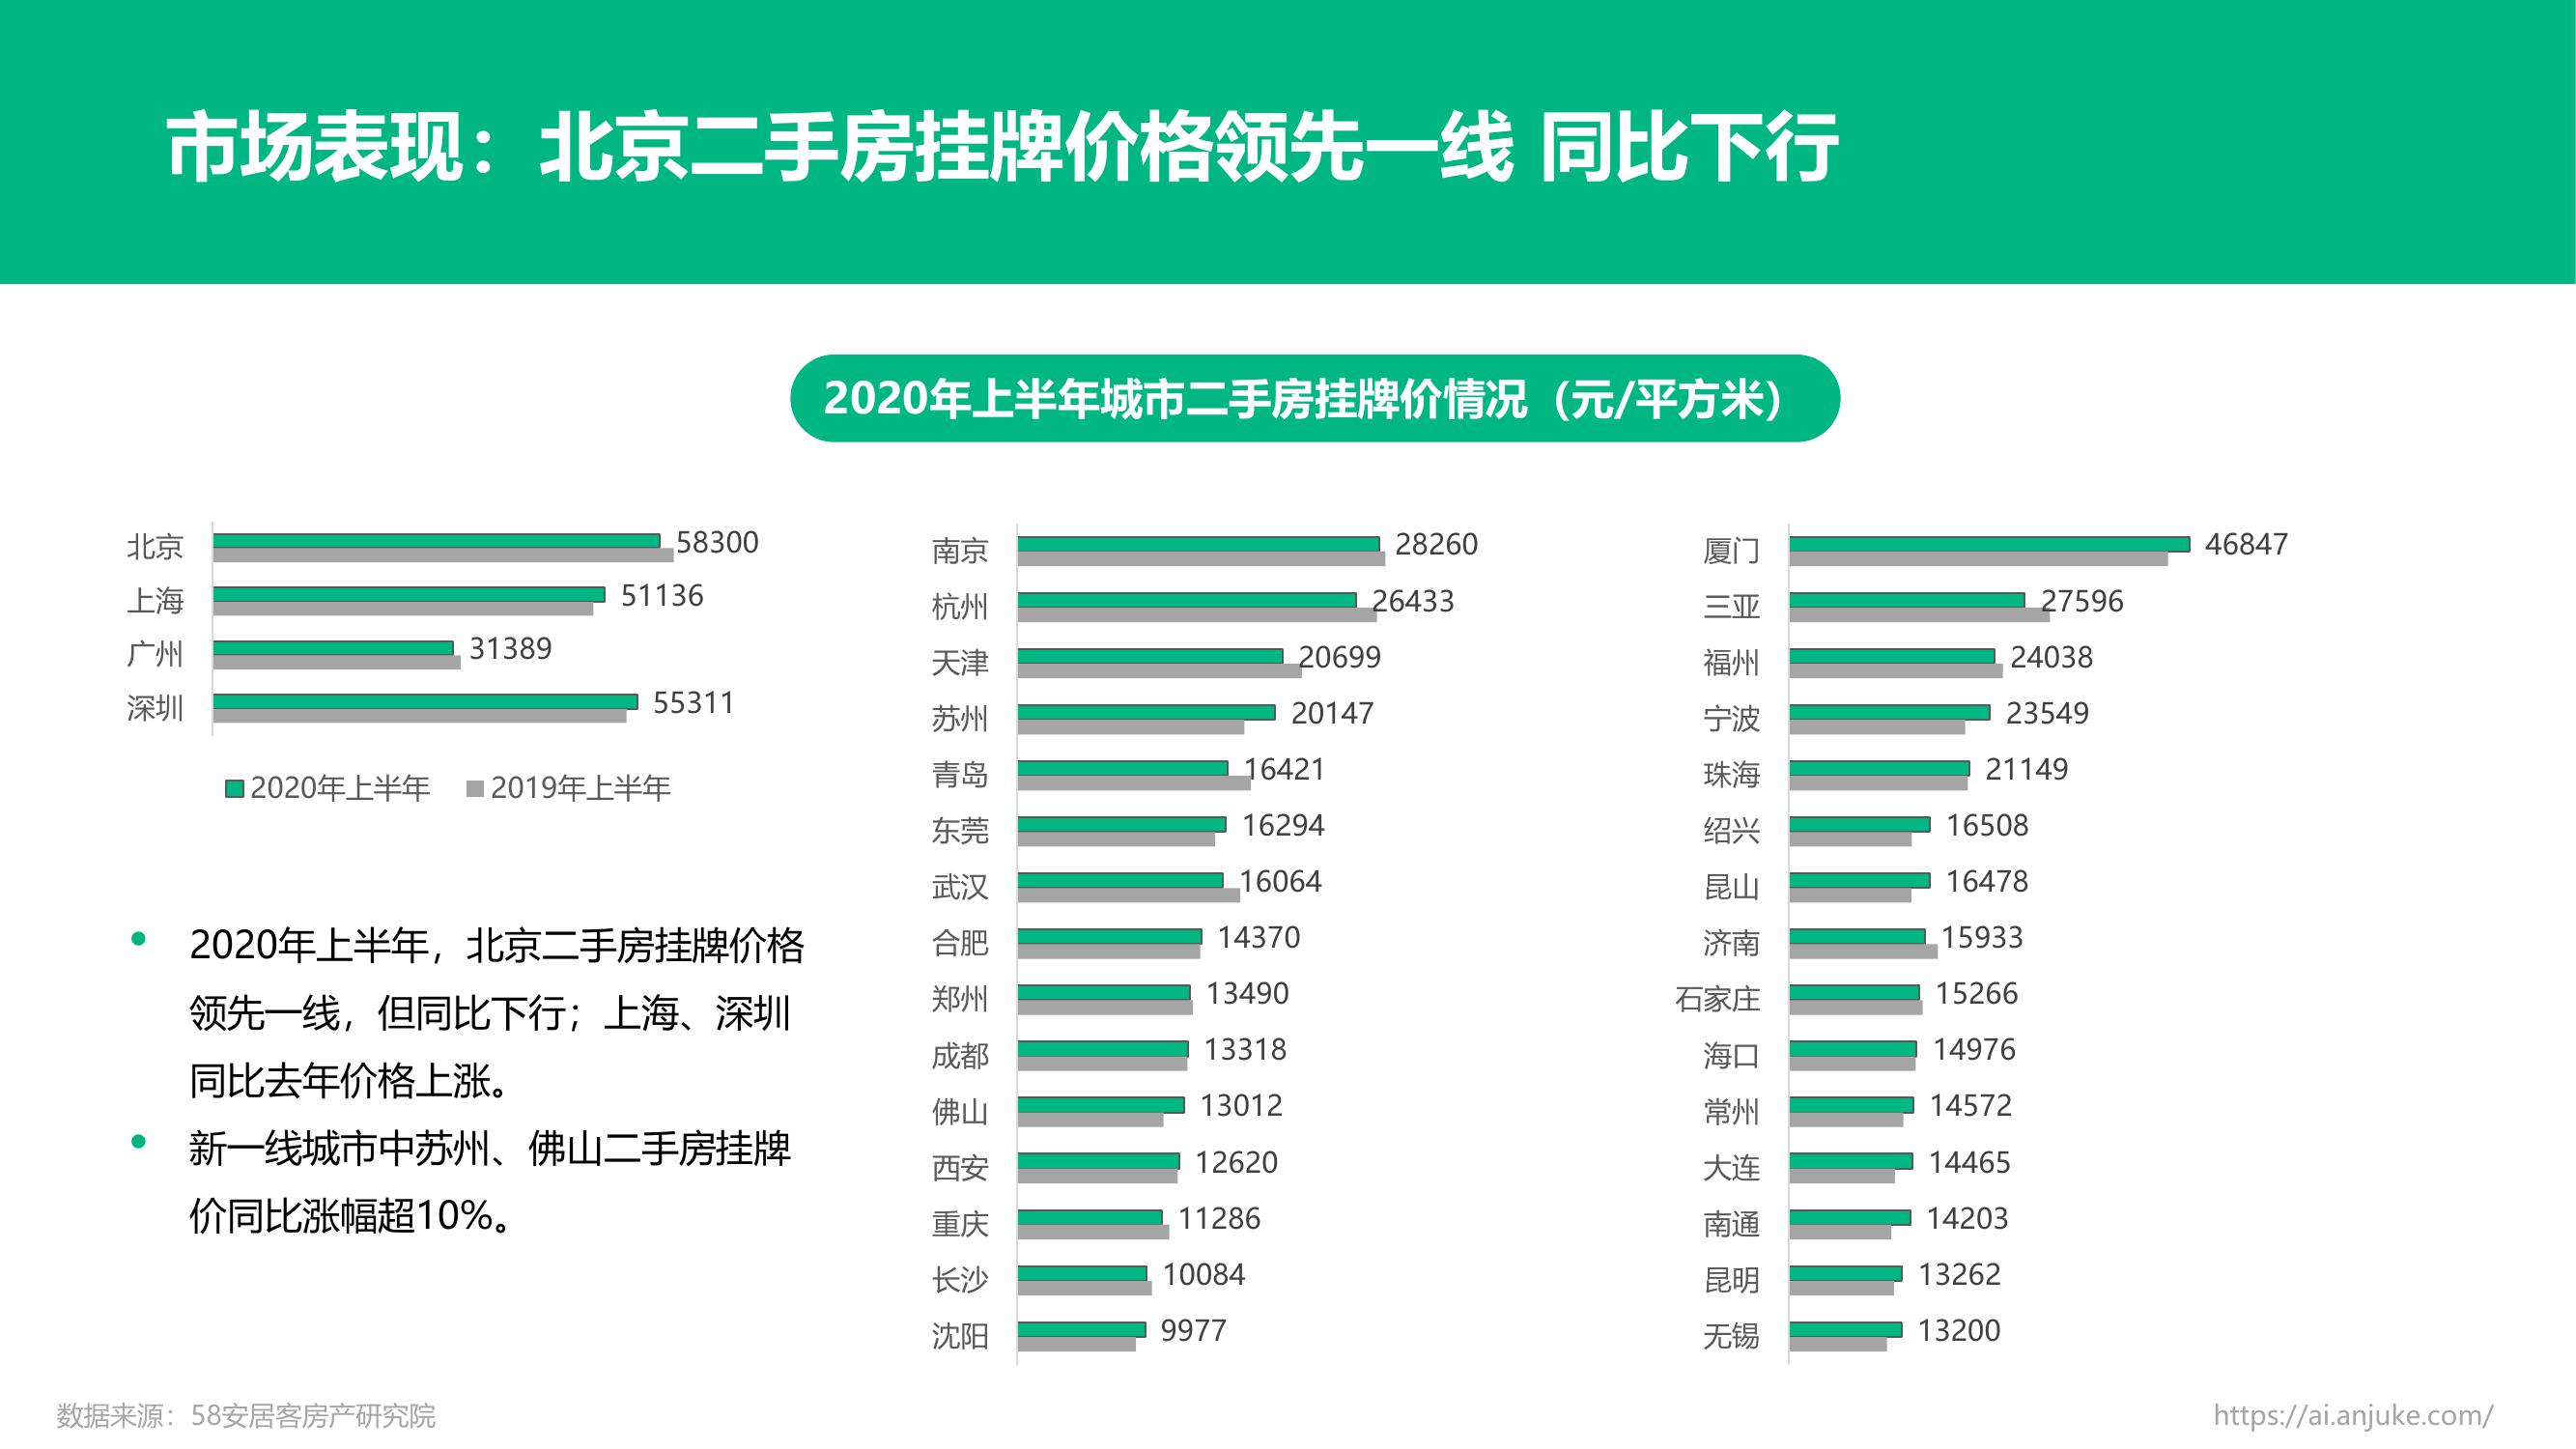 市场表现：北京二手房挂牌价格领先一线 同比下行
2020年上半年城市二手房挂牌价情况（元/平方米）
北京 58300
上海 51136
广州 31389
深圳 55311
2020年上半年 2019年上半年
2020年上半年，北京二手房挂牌价格
领先一线，但同比下行；上海、深圳
同比去年价格上涨。
新一线城市中苏州、佛山二手房挂牌
价同比涨幅超10%。
南京 28260
杭州 26433
天津 20699
苏州 20147
青岛 16421
东莞 16294
武汉 16064
合肥 14370
郑州 13490
成都 13318
佛山 13012
西安 12620
重庆 11286
长沙 10084
沈阳 9977
厦门 46847
三亚 27596
福州 24038
宁波 23549
珠海 21149
绍兴 16508
昆山 16478
济南 15933
石家庄 15266
海口 14976
常州 14572
大连 14465
南通 14203
昆明 13262
无锡 13200
数据来源：58安居客房产研究院
https://ai.anjuke.com/